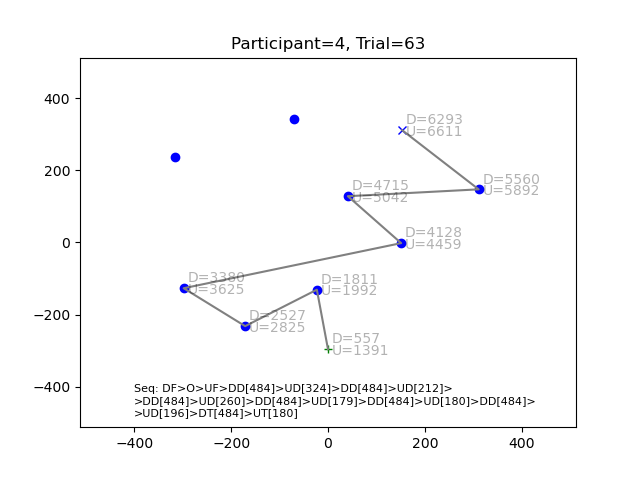 Participant=4, Trial=63
400
200
0
−200
−400
−400
−200
0
200
400
D=6293
U=6611
D=5560
U=5892
D=4715
U=5042
D=4128
U=4459
D=3380
U=3625
D=1811
U=1992
D=2527
U=2825
D=557
U=1391
Seq: DF>O>UF>DD[484]>UD[324]>DD[484]>UD[212]>
>DD[484]>UD[260]>DD[484]>UD[179]>DD[484]>UD[180]>DD[484]>
>UD[196]>DT[484]>UT[180]